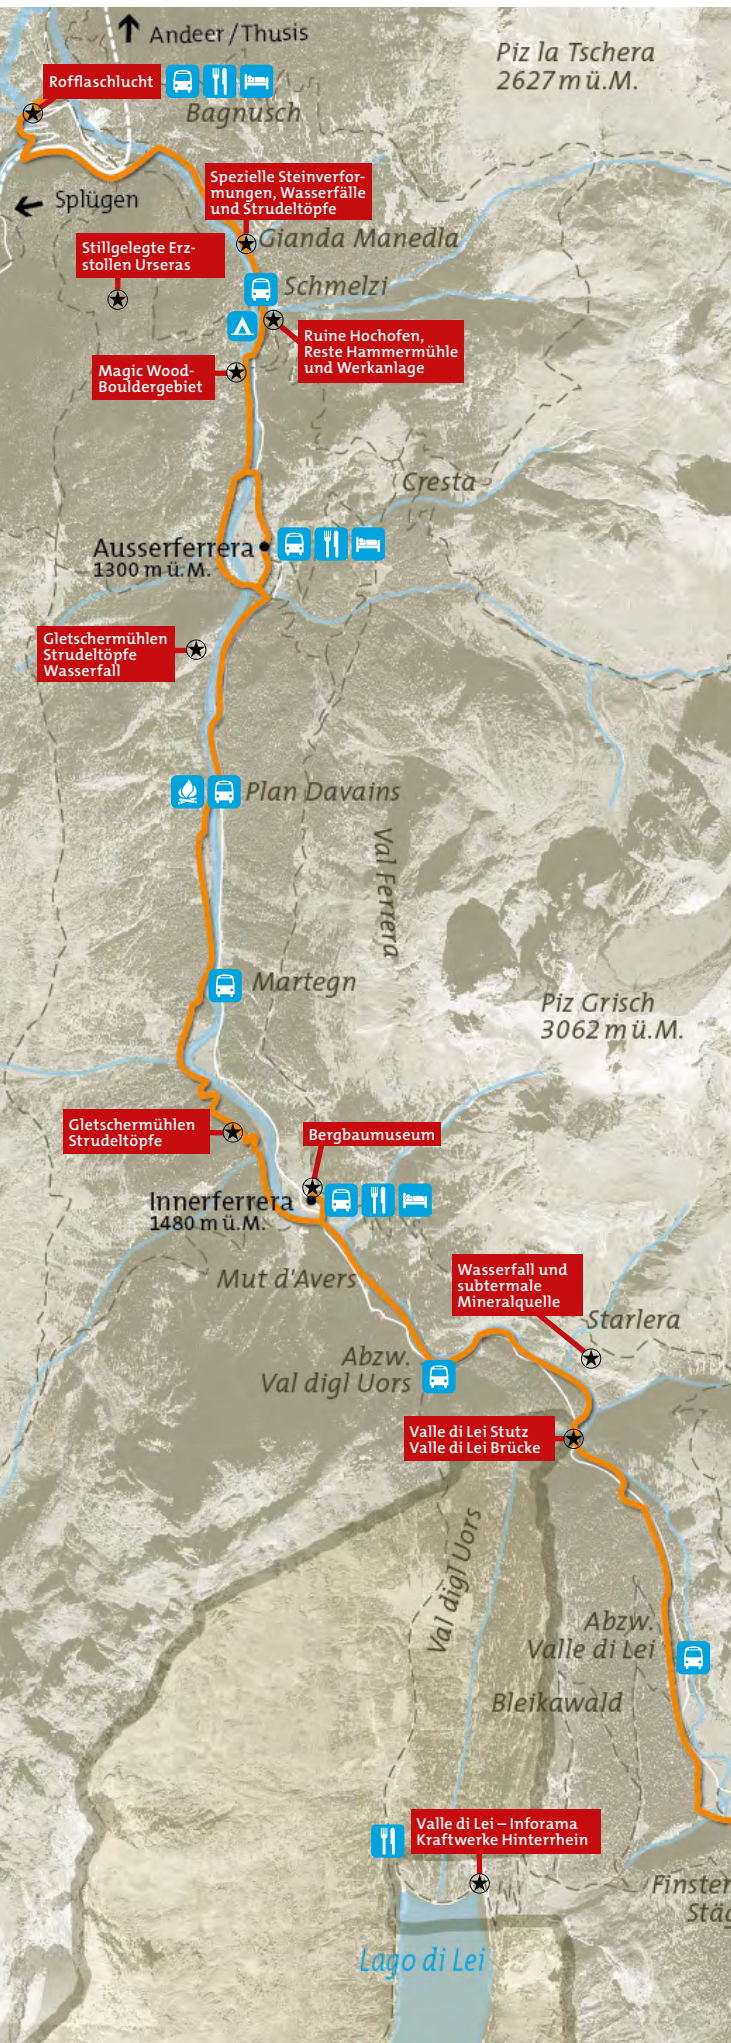 Andeer / Thusis
Piz la Tschera
2627 m ü.M.
Rofflaschlucht
Bagnusch
Spezielle Steinverfor-
mungen, Wasserfälle
und Strudeltöpfe
Splügen
Gianda Manedla
Stillgelegte Erz-
stollen Urseras
Schmelzi
Ruine Hochofen,
Reste Hammermühle
und Werkanlage
Magic Wood-
Bouldergebiet
Cresta
Ausserferrera
1300 m ü.M.
Gletschermühlen
Strudeltöpfe
Wasserfall
Plan Davains
Val Ferrera
Martegn
Piz Grisch
3062 m ü.M.
Gletschermühlen
Strudeltöpfe
Bergbaumuseum
Innerferrera
1480 m ü.M.
Mut d'Avers
Wasserfall und
subtermale
Mineralquelle
Starlera
Abzw.
Val digl Uors
Valle di Lei Stutz
Valle di Lei Brücke
Val digl Uors
Abzw.
Valle di Lei
Bleikawald
Valle di Lei – Inforama
Kraftwerke Hinterrhein
Finster
Stäg
Lago di Lei